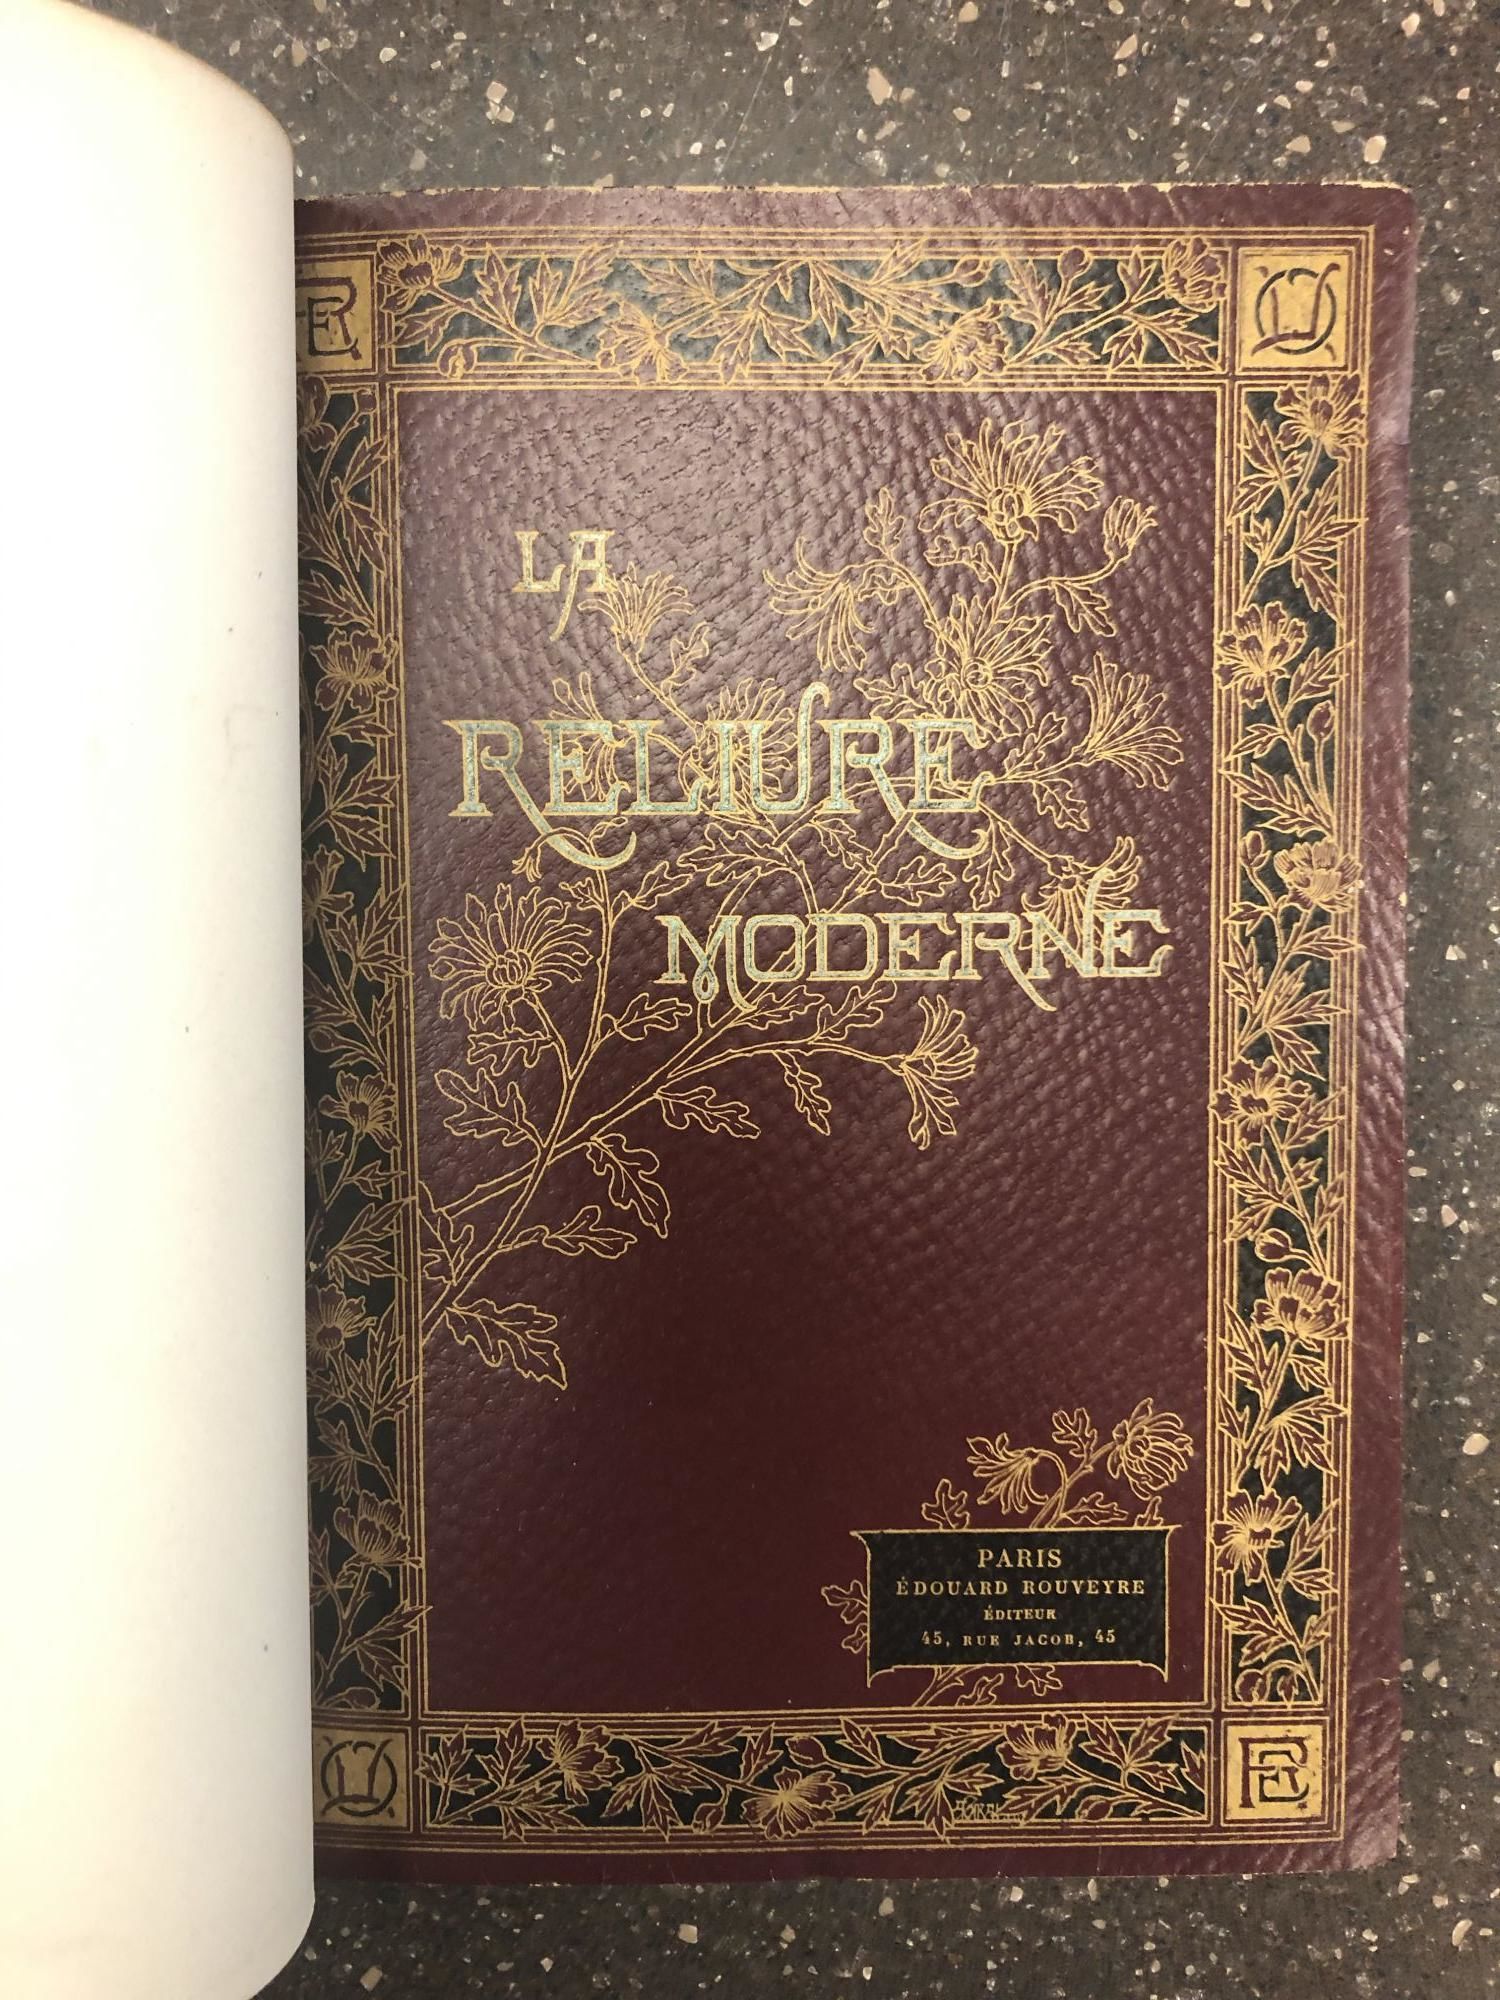 LA
RELIURE
MODERNE
PARIS
ÉDOUARD ROUVEYRE
ÉDITEUR
45, RUE JACOB, 45